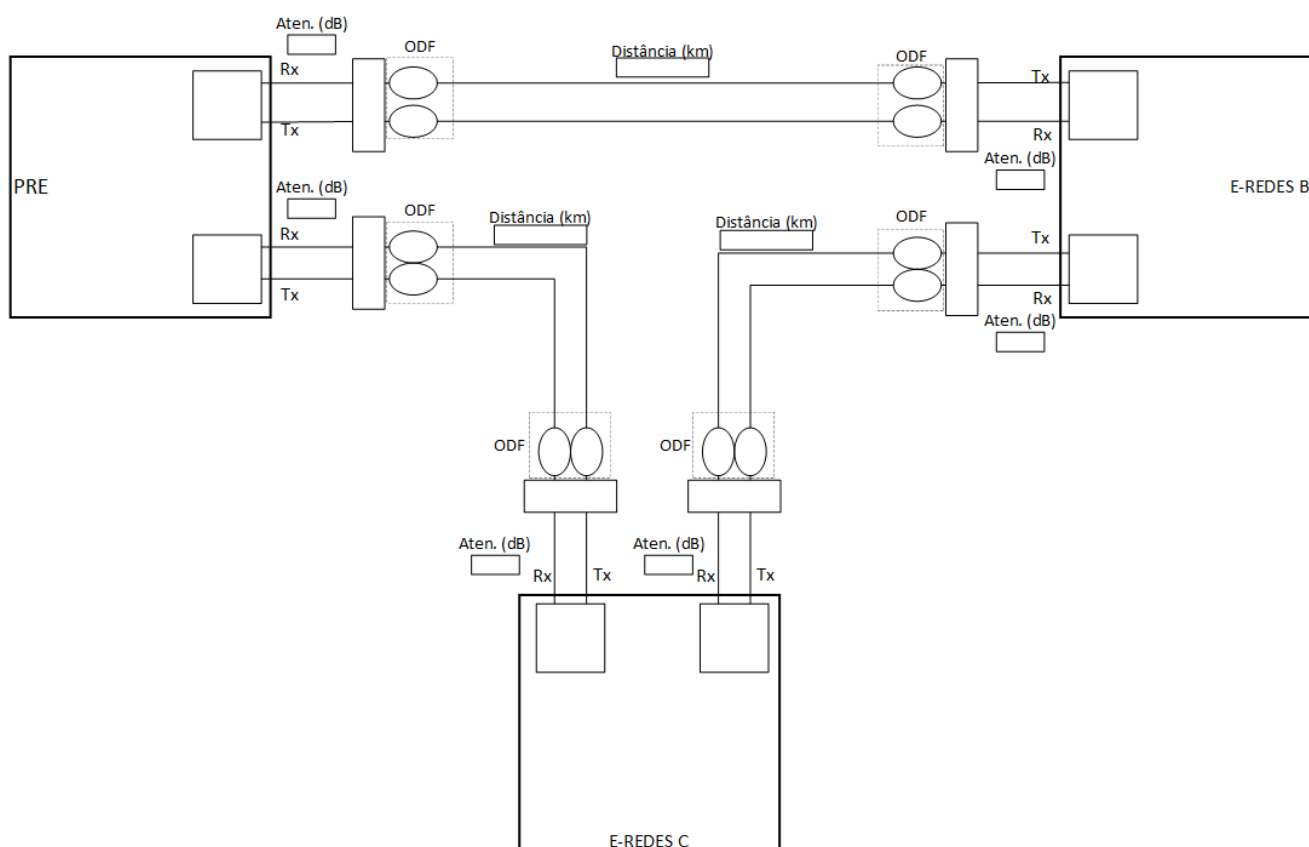 Aten. (dB)
ODF
Distância (km)
ODF
Rx
Tx
Tx
Rx
Aten. (dB)
PRE
E-REDES B
Aten. (dB)
ODF
Distância (km)
Distância (km)
ODF
Rx
Tx
Tx
Rx
Aten. (dB)
ODF
ODF
Aten. (dB)
Aten. (dB)
Rx
Tx
Rx
Tx
E-REDES C